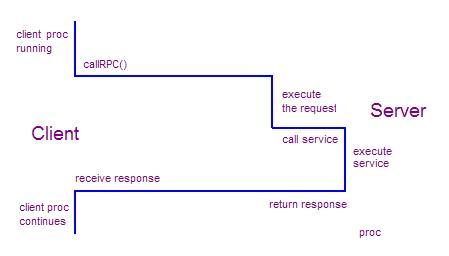 client proc
running
callRPC()
execute
the request
Server
Client
call service
execute
service
receive response
client proc
continues
return response
proc